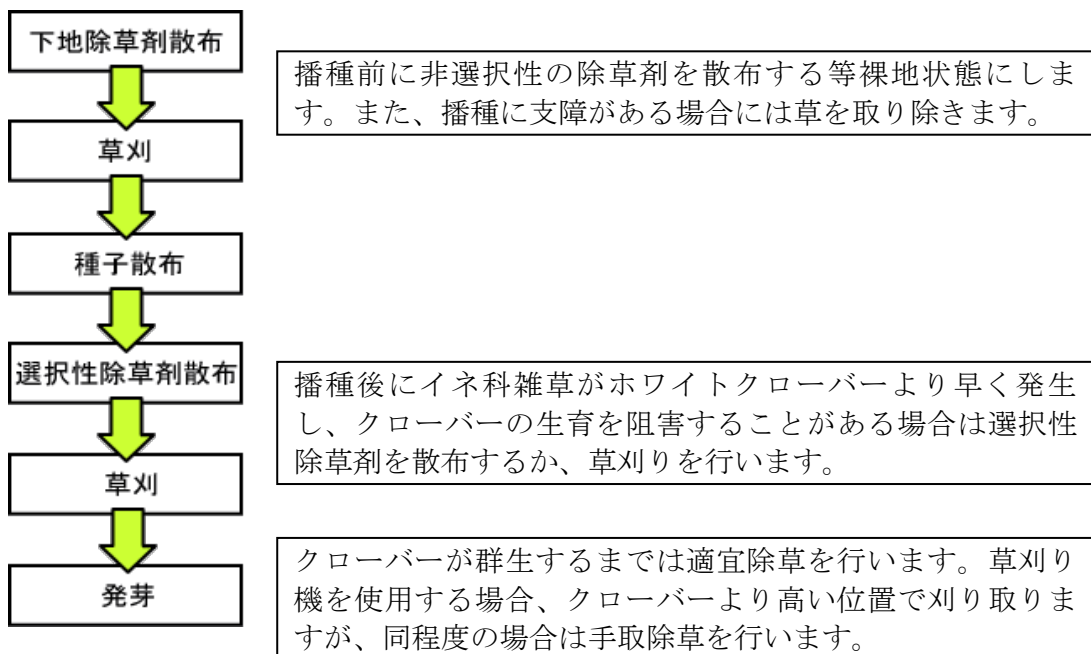 下地除草剤散布
播種前に非選択性の除草剤を散布する等裸地状態にしま
す。また、播種に支障がある場合には草を取り除きます。
草刈
種子散布
選択性除草剤散布
播種後にイネ科雑草がホワイトクローバーより早く発生
し、クローバーの生育を阻害することがある場合は選択性
除草剤を散布するか、草刈りを行います。
草刈
発芽
クローバーが群生するまでは適宜除草を行います。草刈り
機を使用する場合、クローバーより高い位置で刈り取りま
すが、同程度の場合は手取除草を行います。